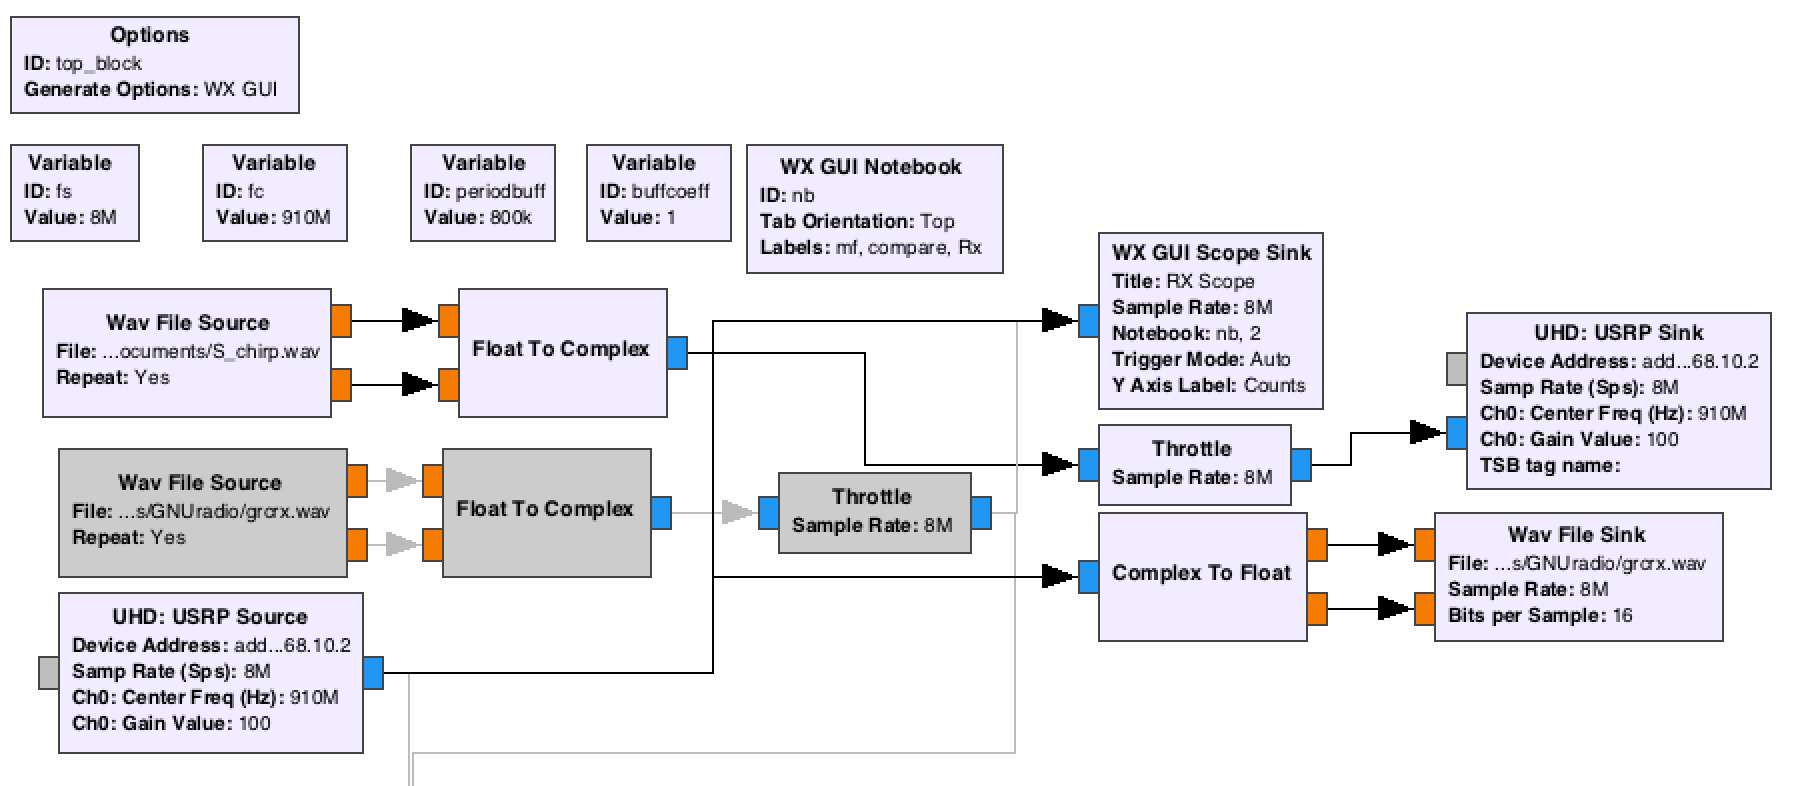 Options
ID: top_block
Generate Options: WX GUI
Variable
ID: fs
Value: 8M
Variable
ID: fc
Value: 910M
Variable
ID: periodbuff
Value: 800k
Variable
ID: buffcoeff
Value: 1
WX GUI Notebook
ID: nb
Tab Orientation: Top
Labels: mf, compare, Rx
Wav File Source
File: ...ocuments/S_chirp.wav
Repeat: Yes
Float To Complex
WX GUI Scope Sink
Title: RX Scope
Sample Rate: 8M
Notebook: nb, 2
Trigger Mode: Auto
Y Axis Label: Counts
UHD: USRP Sink
Device Address: add...68.10.2
Samp Rate (Sps): 8M
Ch0: Center Freq (Hz): 910M
Ch0: Gain Value: 100
TSB tag name:
Throttle
Sample Rate: 8M
Wav File Source
File: ...s/GNUradio/grcrx.wav
Repeat: Yes
Float To Complex
Throttle
Sample Rate: 8M
Complex To Float
Wav File Sink
File: ...s/GNUradio/grcrx.wav
Sample Rate: 8M
Bits per Sample: 16
UHD: USRP Source
Device Address: add...68.10.2
Samp Rate (Sps): 8M
Ch0: Center Freq (Hz): 910M
Ch0: Gain Value: 100